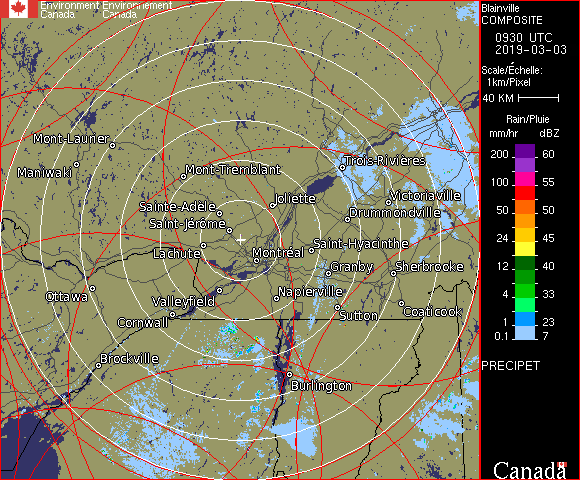 Environment Environnement
Canada Canada
Blainville
COMPOSITE
0930 UTC
2019-03-03
Scale/Échelle:
1km/Pixel
40 KM
Rain/Pluie
mm/hr dBZ
200 60
100 55
50 50
24 45
12 40
4 33
1 23
0.1 7
PRECIPET
Canada
Mont-Laurier
Maniwaki
Mont-Tremblant
Trois-Rivières
Joliette
Victoriaville
Sainte-Adèle
Drummondville
Saint-Jérôme
Saint-Hyacinthe
Lachute
Montréal
Granby
Sherbrooke
Ottawa
Valleyfield
Napierville
Coaticook
Cornwall
Sutton
Brockville
Burlington